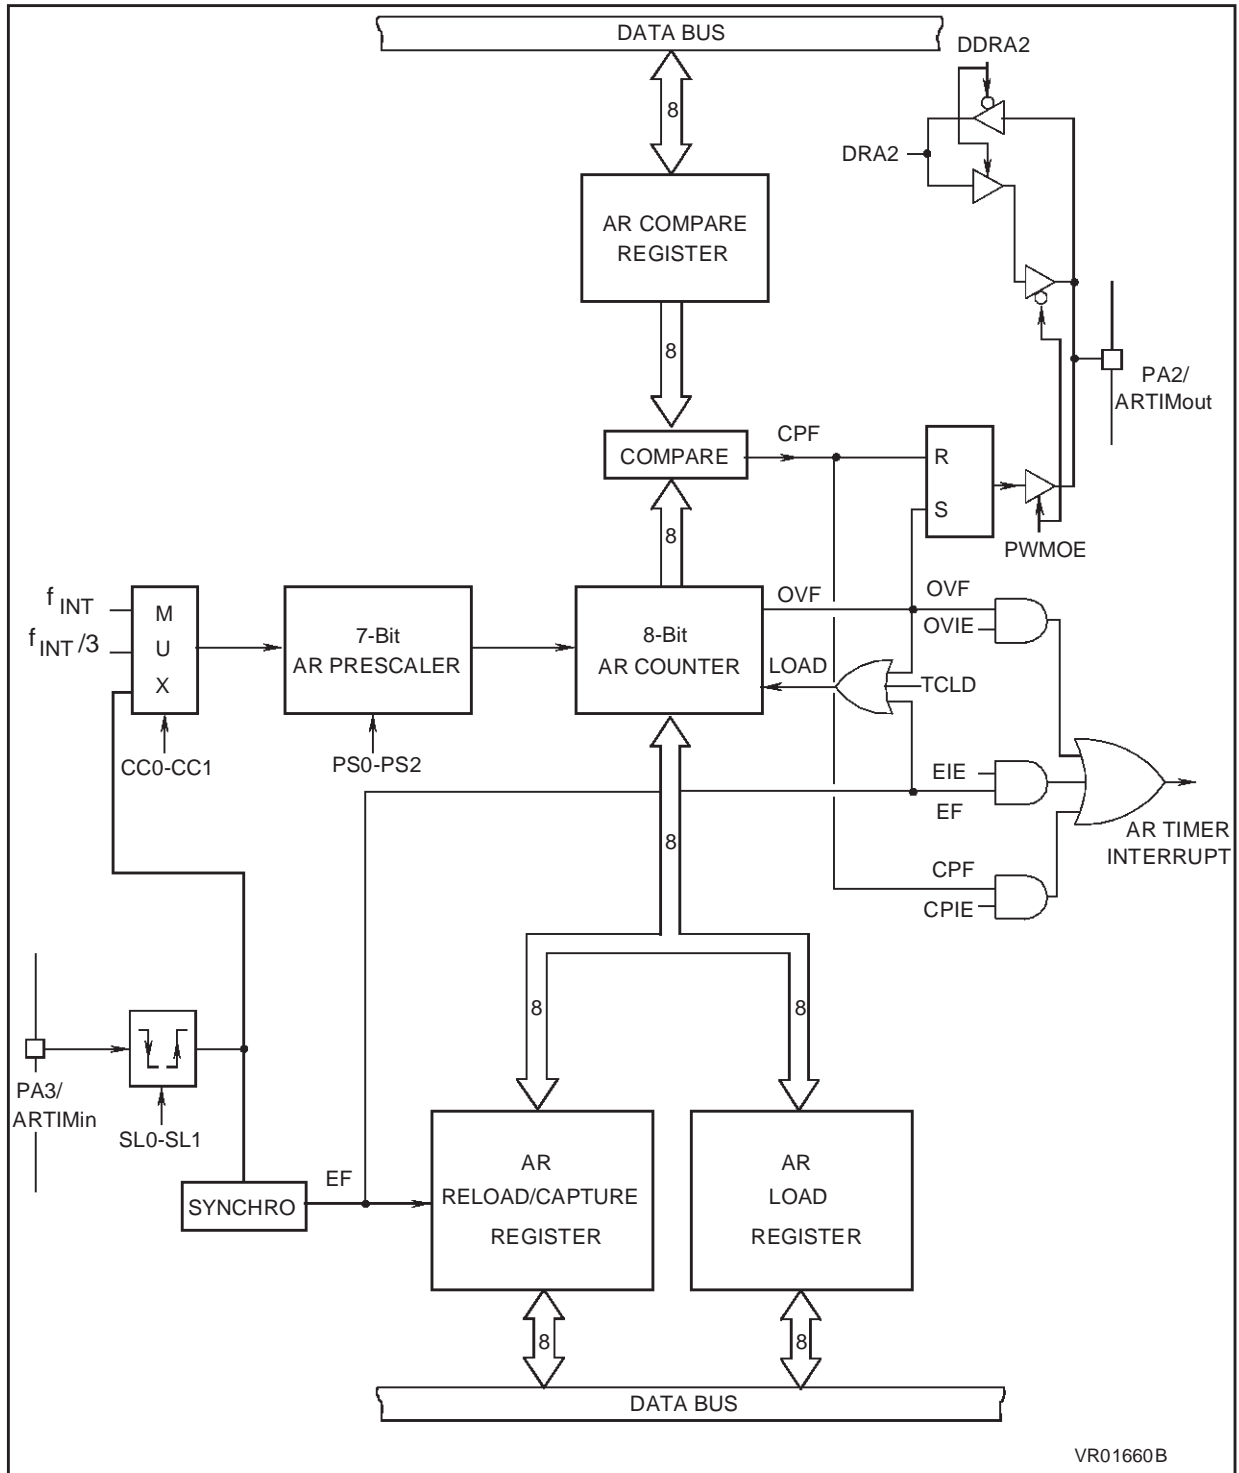 DATA BUS
DDRA2
8
DRA2
AR COMPARE
REGISTER
8
PA2/
ARTIMout
CPF
COMPARE
R
S
8
PWMOE
f INT
f INT /3
M
U
X
7-Bit
AR PRESCALER
8-Bit
AR COUNTER
OVF
OVF
OVIE
LOAD
TCLD
CC0-CC1
PS0-PS2
EIE
EF
AR TIMER
INTERRUPT
8
CPF
CPIE
8
8
PA3/
ARTIMin
SL0-SL1
EF
SYNCHRO
AR
RELOAD/CAPTURE
REGISTER
AR
LOAD
REGISTER
8
8
DATA BUS
VR01660B